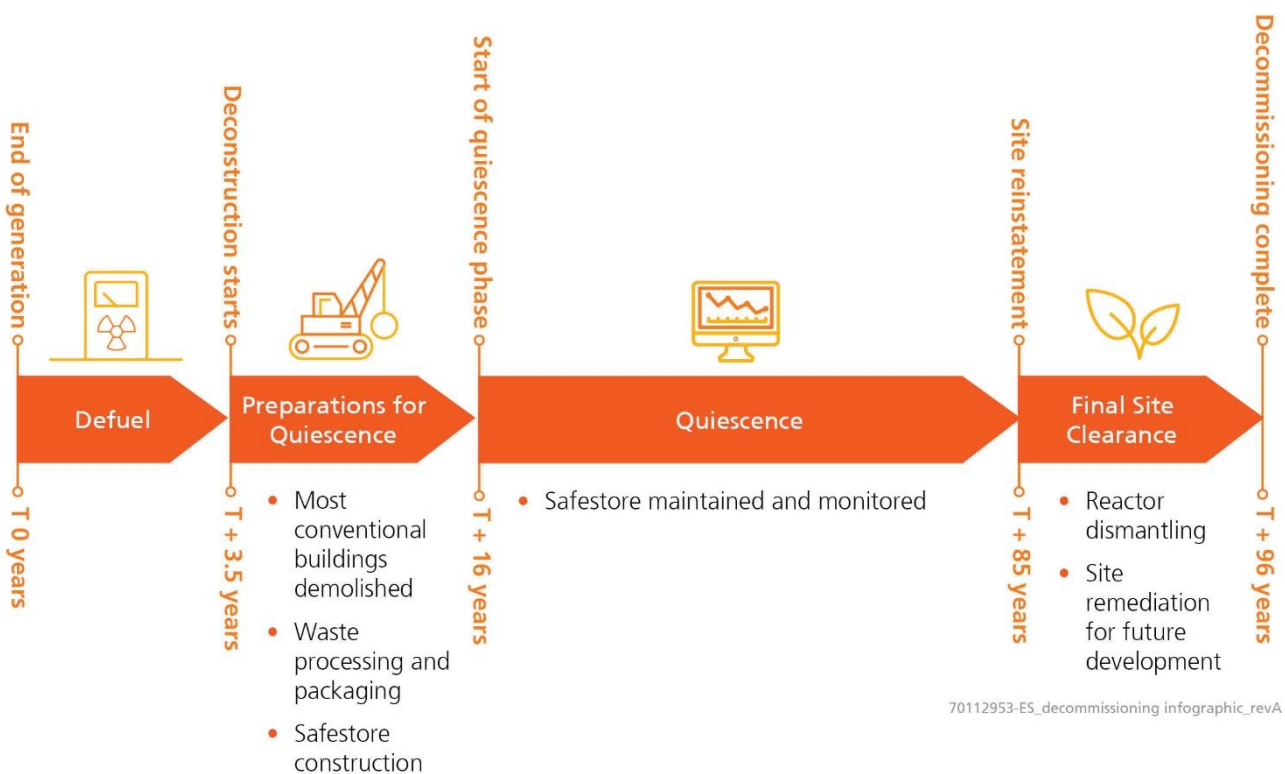 End of generation
Deconstruction starts
Start of quiescence phase
Site reinstatement
Decommissioning complete
Defuel
Preparations for
Quiescence
Quiescence
Final Site
Clearance
T 0 years
T + 3.5 years
• Most
conventional
buildings
demolished
• Waste
processing and
packaging
• Safestore
construction
T + 16 years
• Safestore maintained and monitored
T + 85 years
• Reactor
dismantling
• Site
remediation
for future
development
T + 96 years
70112953-ES_decommissioning infographic_revA